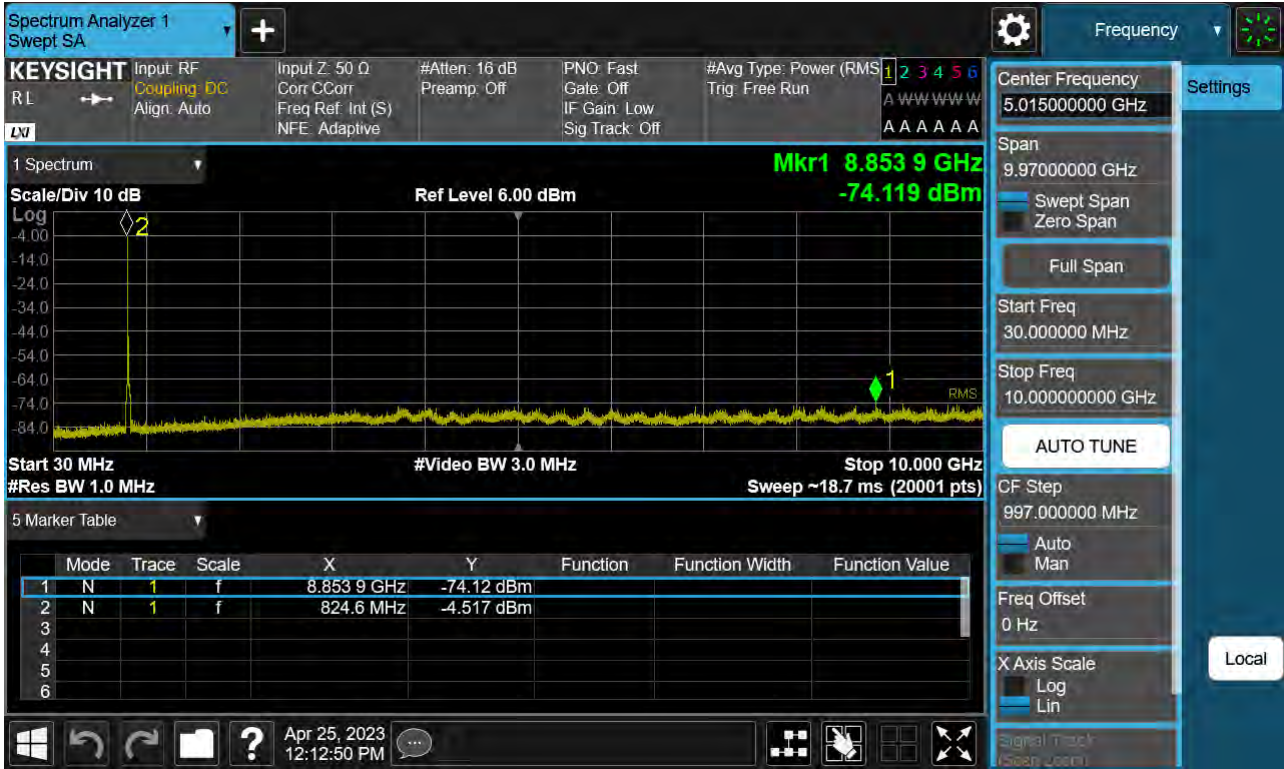 Spectrum Analyzer 1
Swept SA
Frequency
KEYSIGHT
R L
LXI
Input: RF
Coupling: DC
Align: Auto
Input Z: 50 Ω
Corr CCorr
Freq Ref: Int (S)
NFE: Adaptive
#Atten: 16 dB
Preamp: Off
PNO: Fast
Gate: Off
IF Gain: Low
Sig Track: Off
#Avg Type: Power (RMS
Trig: Free Run
1 2 3 4 5 6
A W W W W W
A A A A A A
1 Spectrum
Scale/Div 10 dB
Ref Level 6.00 dBm
Mkr1 8.853 9 GHz
-74.119 dBm
Log
-4.00
-14.0
-24.0
-34.0
-44.0
-54.0
-64.0
-74.0
-84.0
2
1
RMS
Start 30 MHz
#Video BW 3.0 MHz
Stop 10.000 GHz
#Res BW 1.0 MHz
Sweep ~18.7 ms (20001 pts)
5 Marker Table
Mode Trace Scale X Y Function Function Width Function Value
1 N 1 f 8.853 9 GHz -74.12 dBm
2 N 1 f 824.6 MHz -4.517 dBm
3
4
5
6
Apr 25, 2023
12:12:50 PM
Center Frequency
5.015000000 GHz
Span
9.97000000 GHz
Swept Span
Zero Span
Full Span
Start Freq
30.000000 MHz
Stop Freq
10.000000000 GHz
AUTO TUNE
CF Step
997.000000 MHz
Auto
Man
Freq Offset
0 Hz
X Axis Scale
Log
Lin
Signal Track
(Span Zoom)
Settings
Local